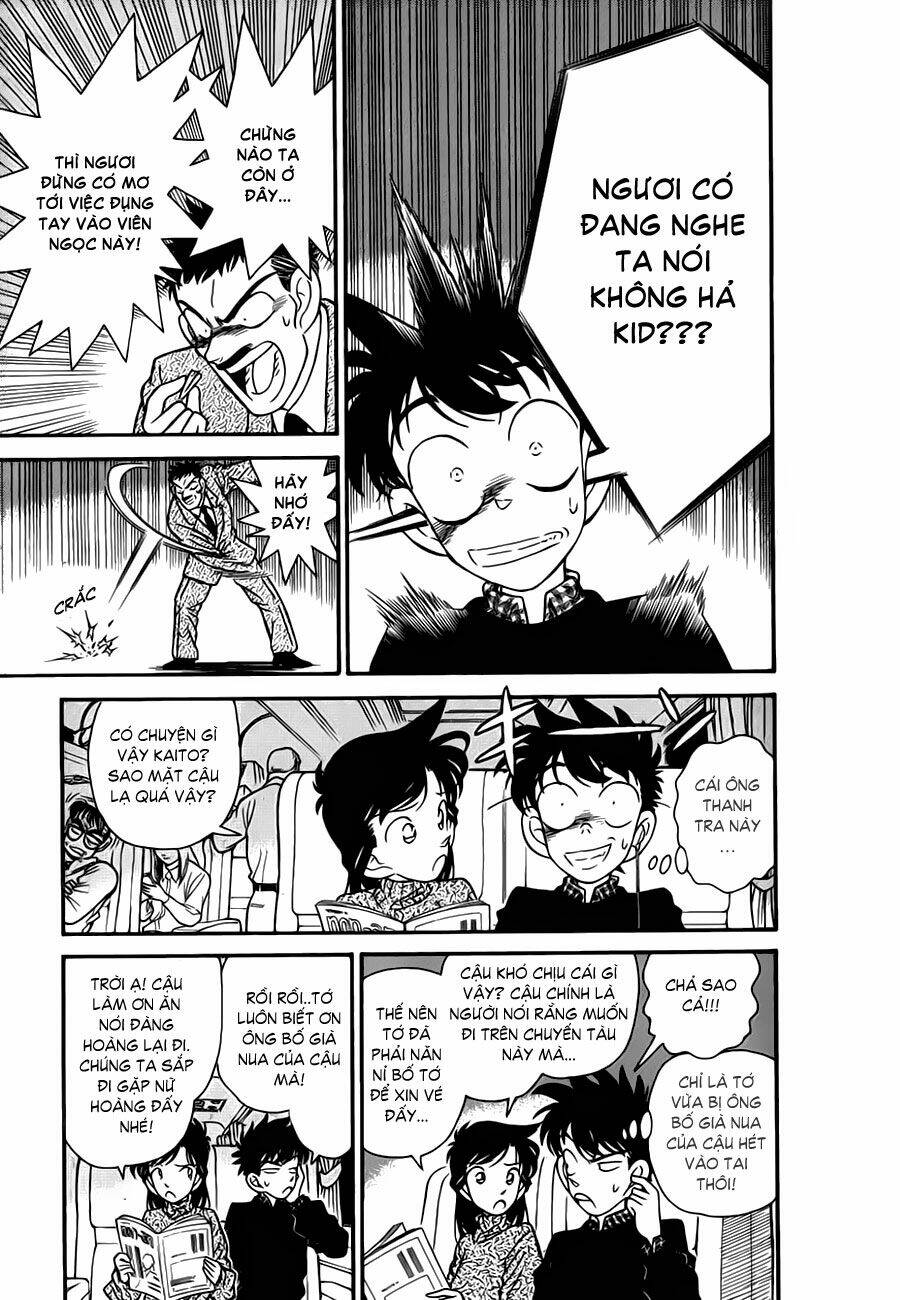 NGƯƠI CÓ
ĐANG NGHE
TA NÓI
KHÔNG HẢ
KID???
CHỪNG
NÀO TA
CÒN Ở
ĐÂY...
THÌ NGƯƠI
ĐỪNG CÓ MƠ
TỚI VIỆC ĐỤNG
TAY VÀO VIÊN
NGỌC NÀY!
HÃY
NHỚ
ĐẤY!
CRẮC
CÁI ÔNG
THANH
TRA NÀY
...
CÓ CHUYỆN GÌ
VẬY KAITO?
SAO MẶT CẬU
LẠ QUÁ VẬY?
CHẢ SAO
CẢ!!!
CHỈ LÀ TỚ
VỪA BỊ ÔNG
BỐ GIÀ NUA
CỦA CẬU HÉT
VÀO TAI
THÔI!
CẬU KHÓ CHỊU CÁI GÌ
VẬY? CẬU CHÍNH LÀ
NGƯỜI NÓI RẰNG MUỐN
ĐI TRÊN CHUYẾN TÀU
NÀY MÀ...
THẾ NÊN
TỚ ĐÃ
PHẢI NĂN
NỈ BỐ TỚ
ĐỂ XIN VÉ
ĐẤY...
RỒI RỒI..TỚ
LUÔN BIẾT ƠN
ÔNG BỐ GIÀ
NUA CỦA CẬU
MÀ!
TRỜI Ạ! CẬU
LÀM ƠN ĂN
NÓI ĐÀNG
HOÀNG LẠI ĐI.
CHÚNG TA SẮP
ĐI GẶP NỮ
HOÀNG ĐẤY
NHÉ!